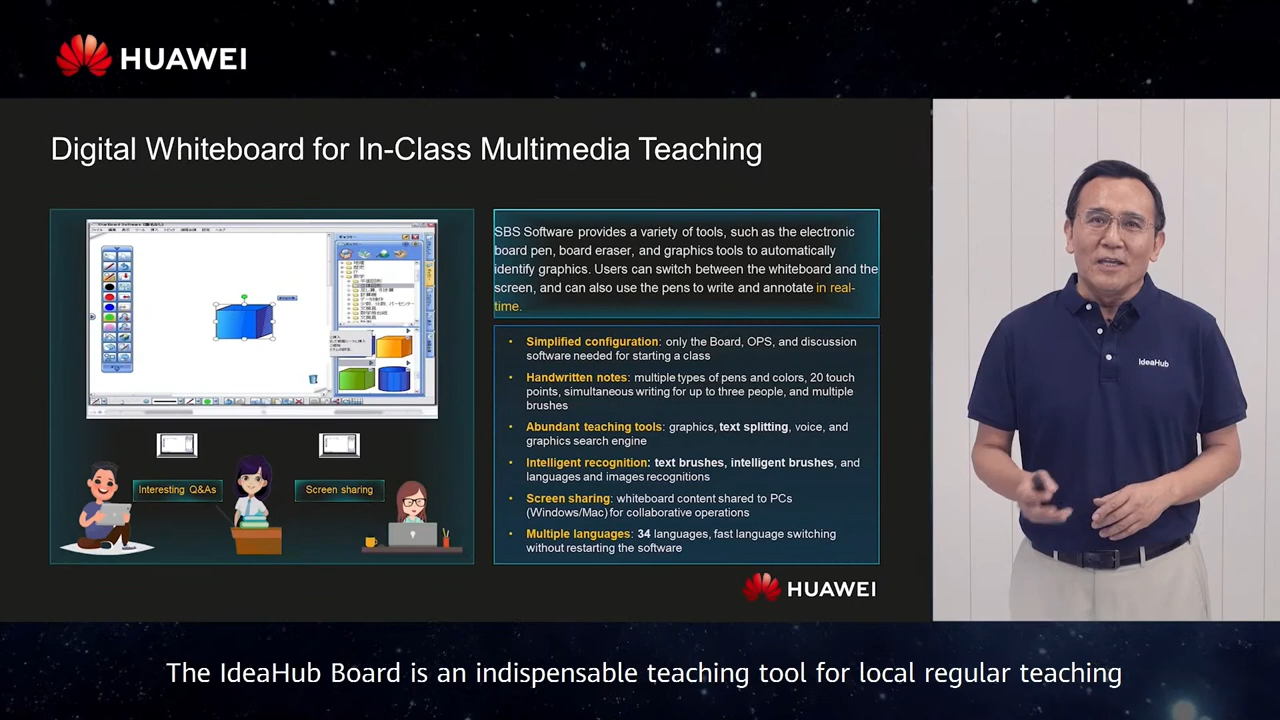 HUAWEI
Digital Whiteboard for In-Class Multimedia Teaching
SBS Software provides a variety of tools, such as the electronic
board pen, board eraser, and graphics tools to automatically
identify graphics. Users can switch between the whiteboard and the
screen, and can also use the pens to write and annotate in real-
time.
• Simplified configuration: only the Board, OPS, and discussion
software needed for starting a class
• Handwritten notes: multiple types of pens and colors, 20 touch
points, simultaneous writing for up to three people, and multiple
brushes
• Abundant teaching tools: graphics, text splitting, voice, and
graphics search engine
• Intelligent recognition: text brushes, intelligent brushes, and
languages and images recognitions
• Screen sharing: whiteboard content shared to PCs
(Windows/Mac) for collaborative operations
• Multiple languages: 34 languages, fast language switching
without restarting the software
Interesting Q&As
Screen sharing
HUAWEI
IdeaHub
The IdeaHub Board is an indispensable teaching tool for local regular teaching